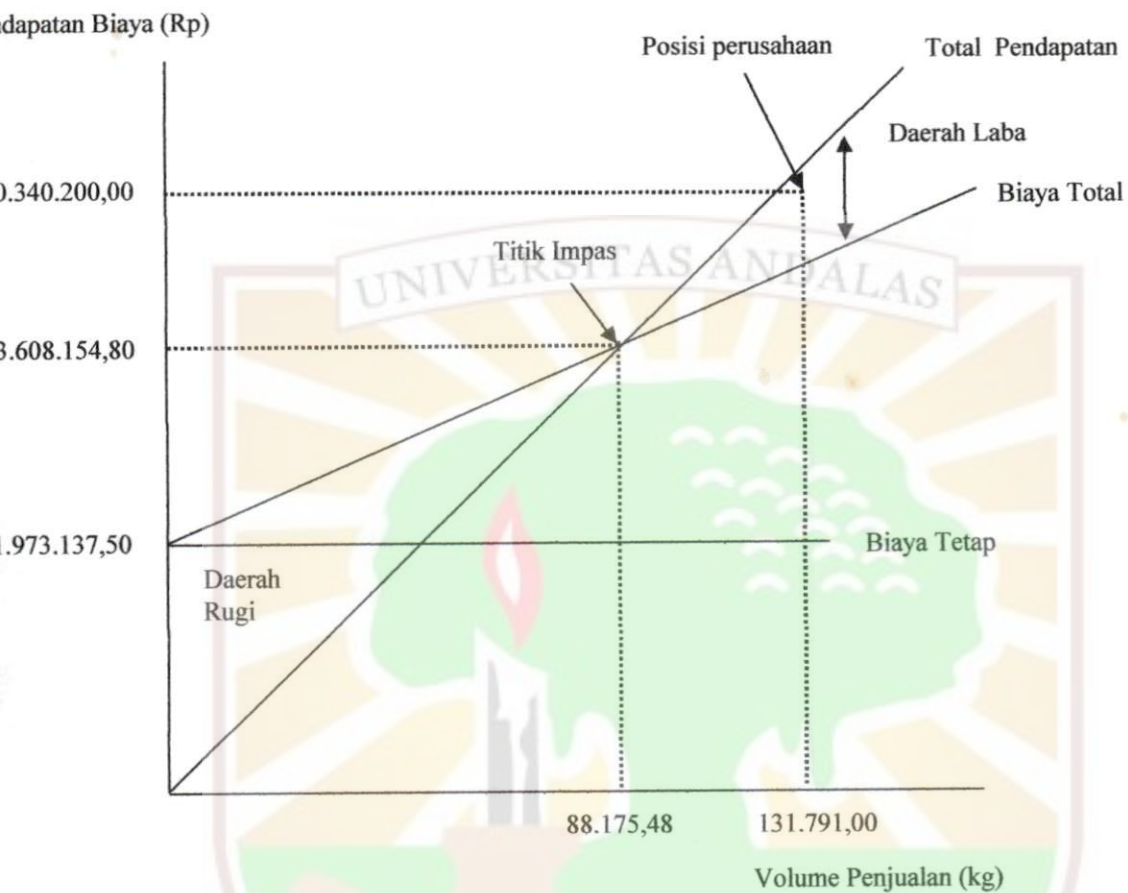 ndapatan Biaya (Rp)
Posisi perusahaan
Total Pendapatan
Daerah Laba
0.340.200,00
Biaya Total
Titik Impas
UNIVERSITAS ANDALAS
3.608.154,80
1.973.137,50
Biaya Tetap
Daerah
Rugi
88.175,48
131.791,00
Volume Penjualan (kg)